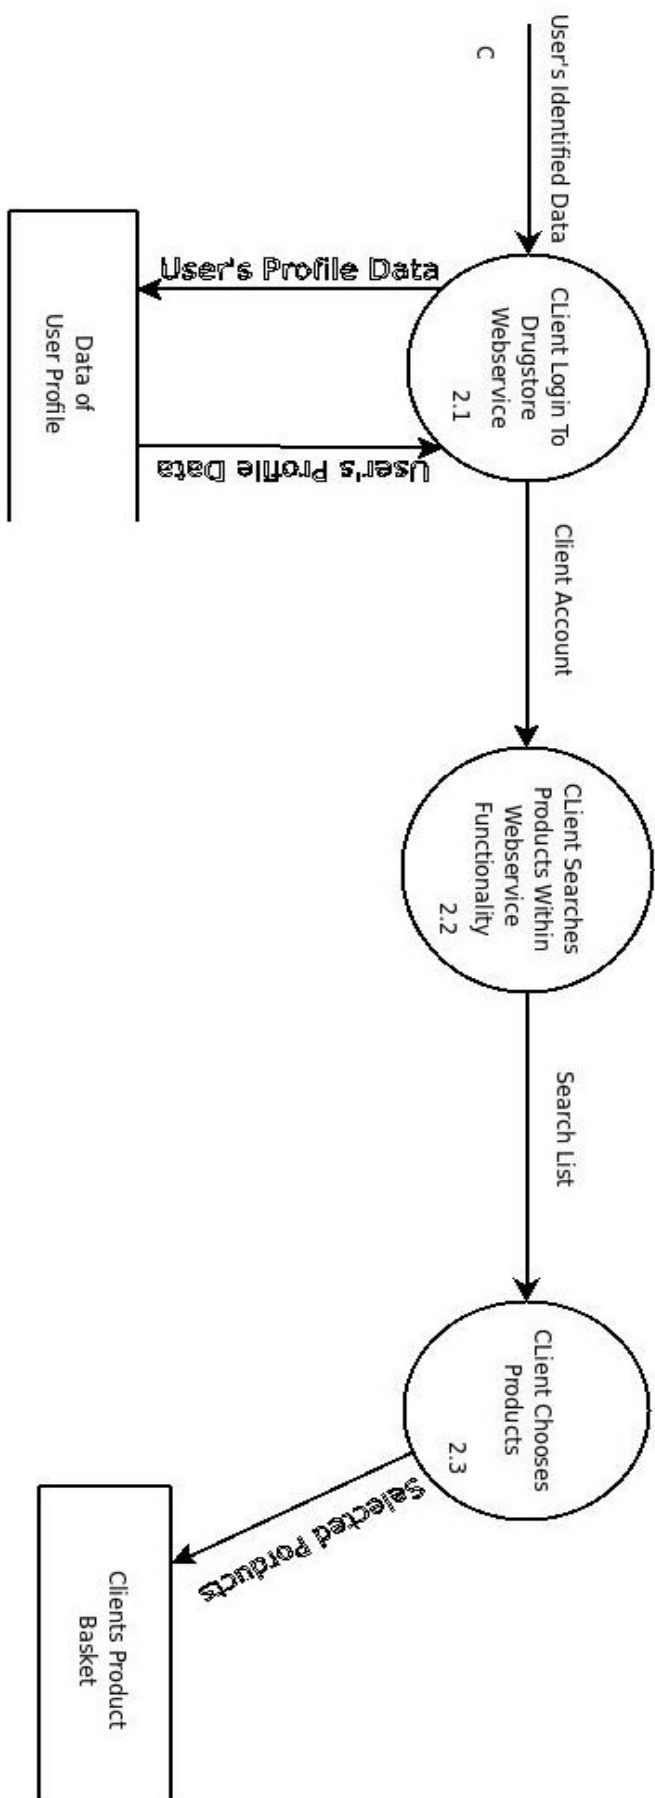 User's Identified Data
C
CLient Login To
Drugstore
Webservice
2.1
User's Profile Data
User's Profile Data
Data of
User Profile
Client Account
CLient Searches
Products Within
Webservice
Functionality
2.2
Search List
CLient Chooses
Products
2.3
Selected Porducts
Clients Product
Basket